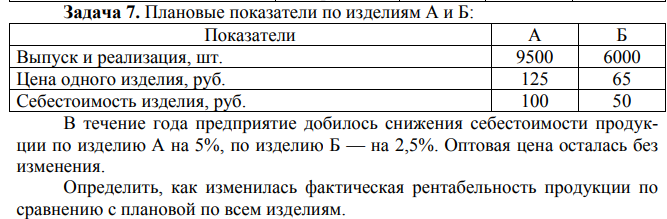 Задача 7. Плановые показатели по изделиям А и Б:
Показатели А Б
Выпуск и реализация, шт. 9500 6000
Цена одного изделия, руб. 125 65
Себестоимость изделия, руб. 100 50
В течение года предприятие добилось снижения себестоимости продук-
ции по изделию А на 5%, по изделию Б — на 2,5%. Оптовая цена осталась без
изменения.
Определить, как изменилась фактическая рентабельность продукции по
сравнению с плановой по всем изделиям.